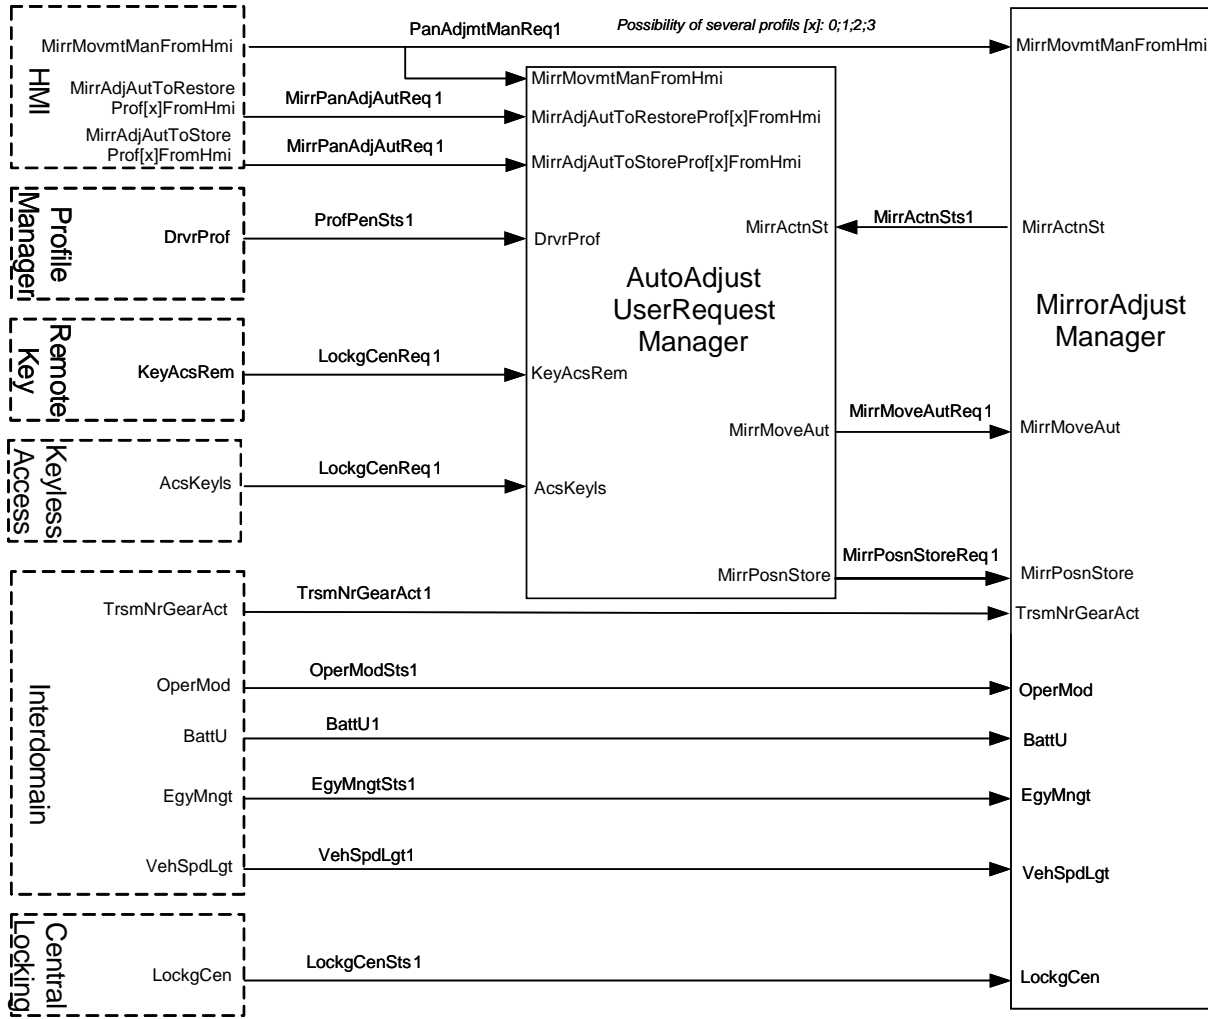 PanAdjmtManReq1
Possibility of several profils [x]: 0;1;2;3
MirrMovmtManFromHmi
MirrMovmtManFromHmi
HMI
MirrMovmtManFromHmi
MirrAdjAutToRestore
Prof[x]FromHmi
MirrPanAdjAutReq1
MirrAdjAutToRestoreProf[x]FromHmi
MirrAdjAutToStore
Prof[x]FromHmi
MirrPanAdjAutReq1
MirrAdjAutToStoreProf[x]FromHmi
Profile
Manager
DrvrProf
ProfPenSts1
DrvrProf
MirrActnSt
MirrActnSts1
MirrActnSt
AutoAdjust
UserRequest
Manager
MirrorAdjust
Manager
Remote
Key
KeyAcsRem
LockgCenReq1
KeyAcsRem
MirrMoveAut
MirrMoveAutReq1
MirrMoveAut
Keyless
Access
AcsKeyls
LockgCenReq1
AcsKeyls
MirrPosnStore
MirrPosnStoreReq1
MirrPosnStore
Interdomain
TrsmNrGearAct
TrsmNrGearAct1
TrsmNrGearAct
OperMod
OperModSts1
OperMod
BattU
BattU1
BattU
EgyMngt
EgyMngtSts1
EgyMngt
VehSpdLgt
VehSpdLgt1
VehSpdLgt
Central
Locking
LockgCen
LockgCenSts1
LockgCen